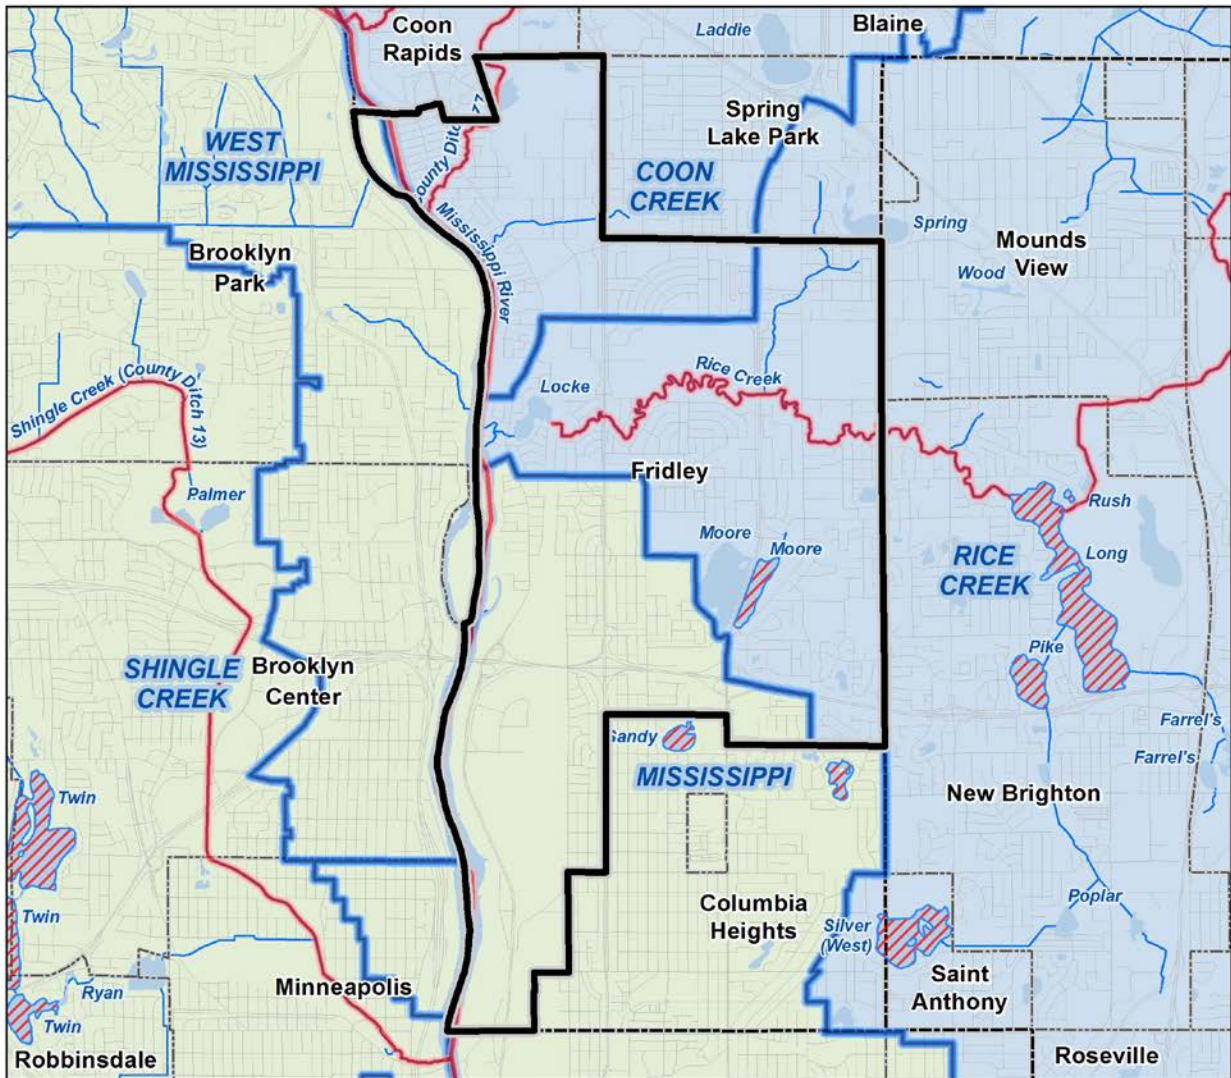 Coon
Rapids
Laddie
Blaine
County Ditch 77
Spring
Lake Park
WEST
MISSISSIPPI
COON
CREEK
Mississippi River
Spring
Mounds
View
Brooklyn
Park
Wood
Shingle Creek (County Ditch 13)
Locke
Rice Creek
Fridley
Palmer
Rush
Moore
Moore
Long
RICE
CREEK
SHINGLE
CREEK
Brooklyn
Center
Pike
Farrel's
Sandy
Farrel's
MISSISSIPPI
Twin
New Brighton
Columbia
Heights
Poplar
Twin
Silver
(West)
Saint
Anthony
Minneapolis
Ryan
Twin
Robbinsdale
Roseville